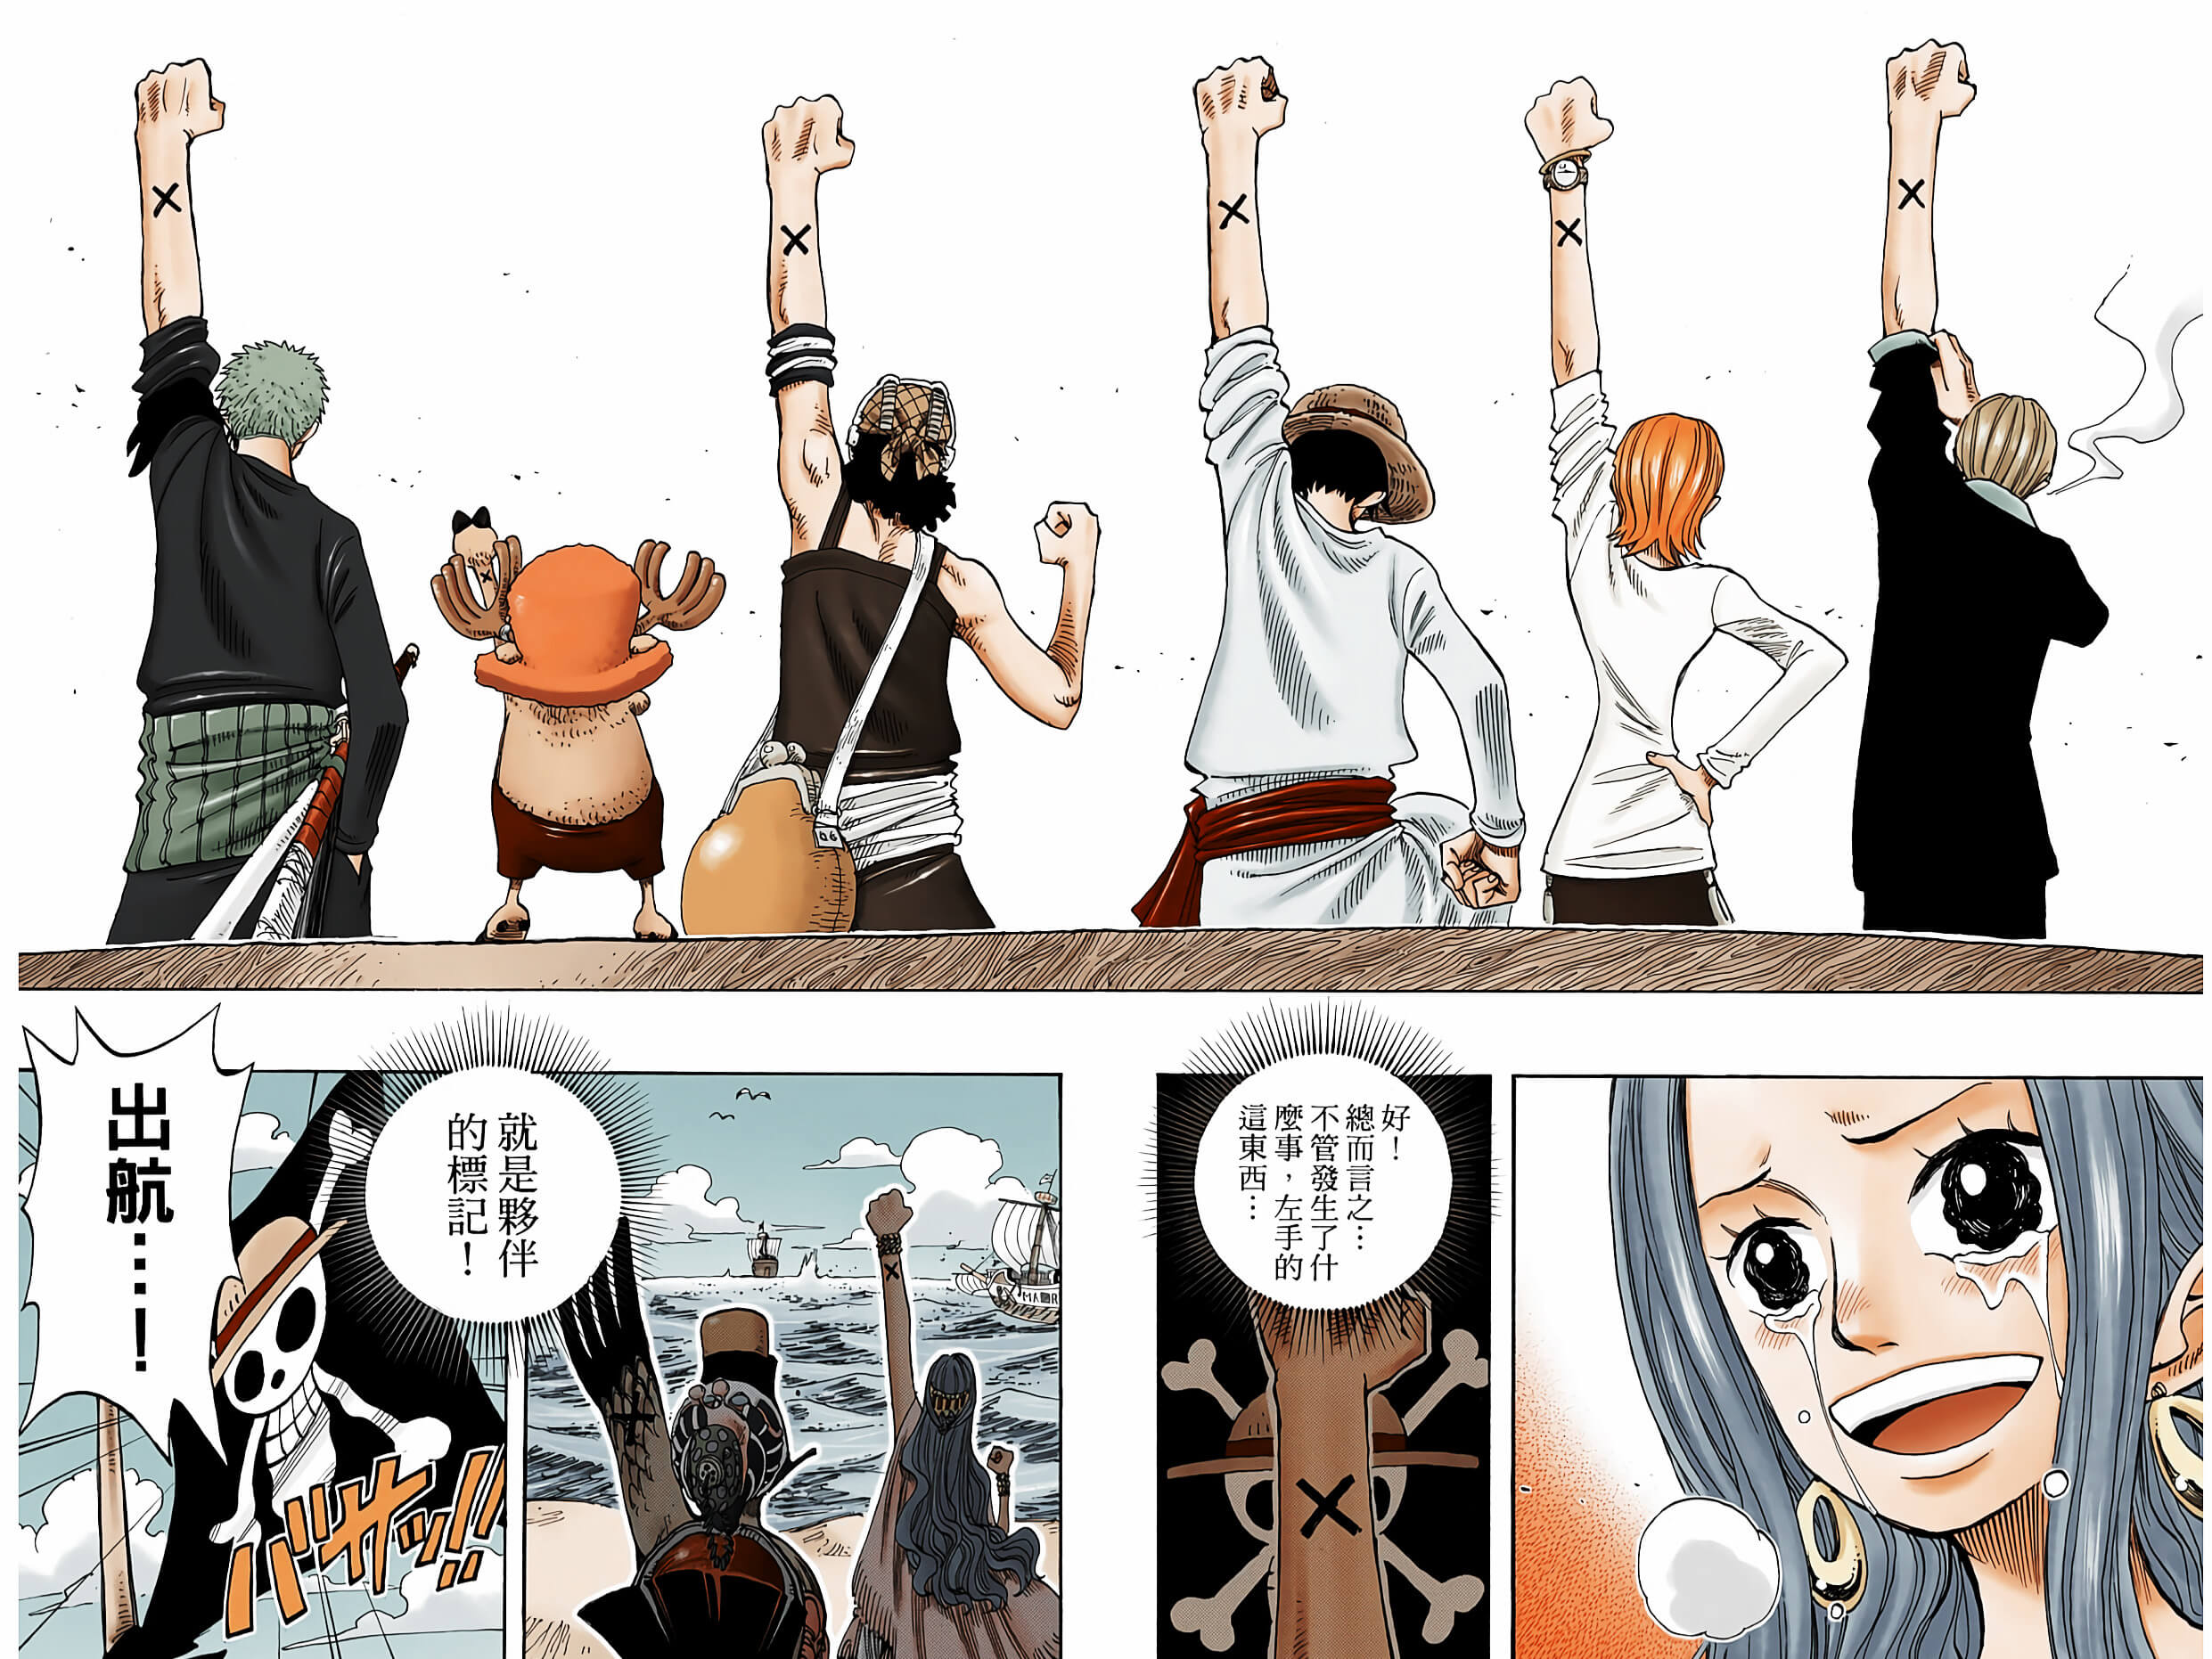 好！
總而言之…
不管發生了什
麼事，左手的
這東西…
就是夥伴
的標記！
MA
出航…！
バサッ!!